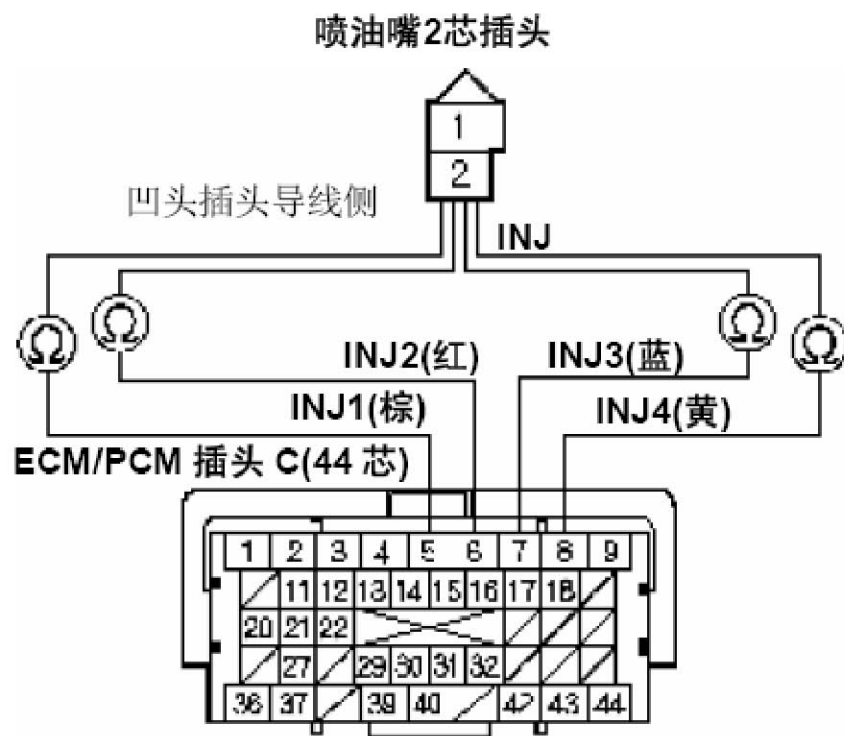 喷油嘴2芯插头
1
2
凹头插头导线侧
INJ
Ω Ω Ω Ω
INJ2(红) INJ3(蓝)
INJ1(棕) INJ4(黄)
ECM/PCM 插头 C(44 芯)
1 2 3 4 5 6 7 8 9
11 12 13 14 15 16 17 18
20 21 22
27 29 30 31 32
36 37 39 40 42 43 44